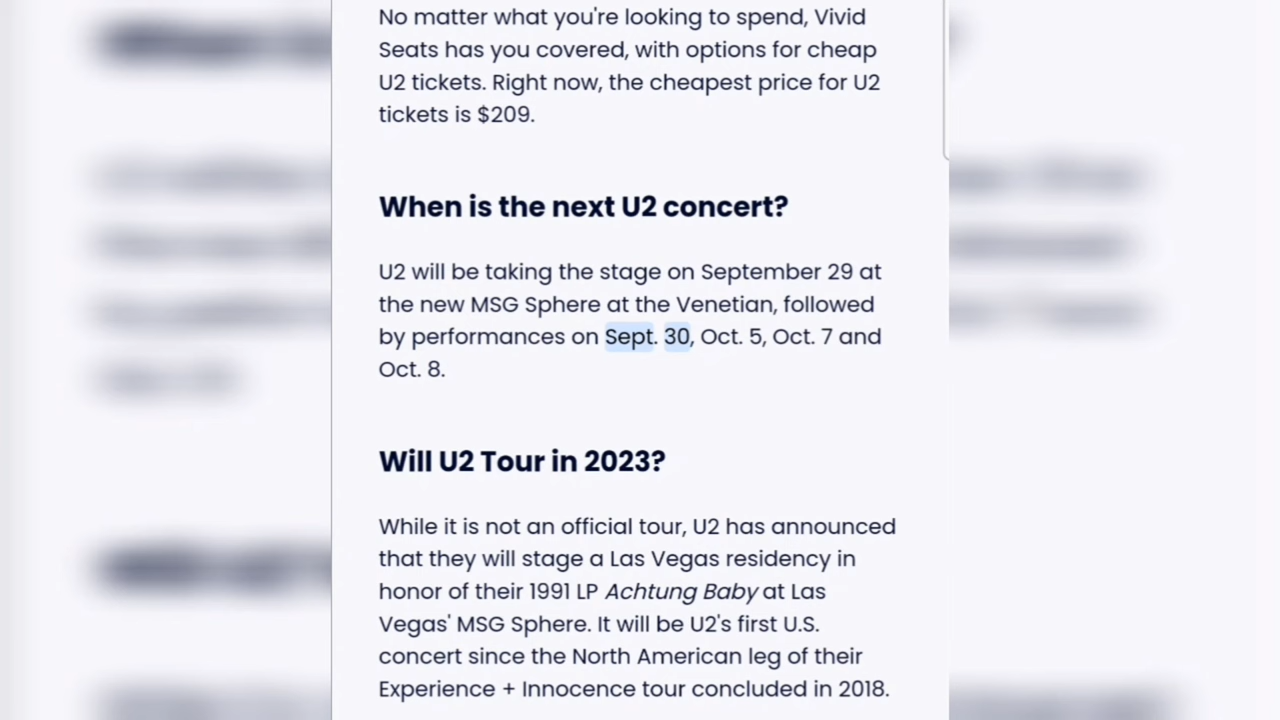 No matter what you're looking to spend, Vivid
Seats has you covered, with options for cheap
U2 tickets. Right now, the cheapest price for U2
tickets is $209.
When is the next U2 concert?
U2 will be taking the stage on September 29 at
the new MSG Sphere at the Venetian, followed
by performances on Sept. 30, Oct. 5, Oct. 7 and
Oct. 8.
Will U2 Tour in 2023?
While it is not an official tour, U2 has announced
that they will stage a Las Vegas residency in
honor of their 1991 LP Achtung Baby at Las
Vegas' MSG Sphere. It will be U2's first U.S.
concert since the North American leg of their
Experience + Innocence tour concluded in 2018.